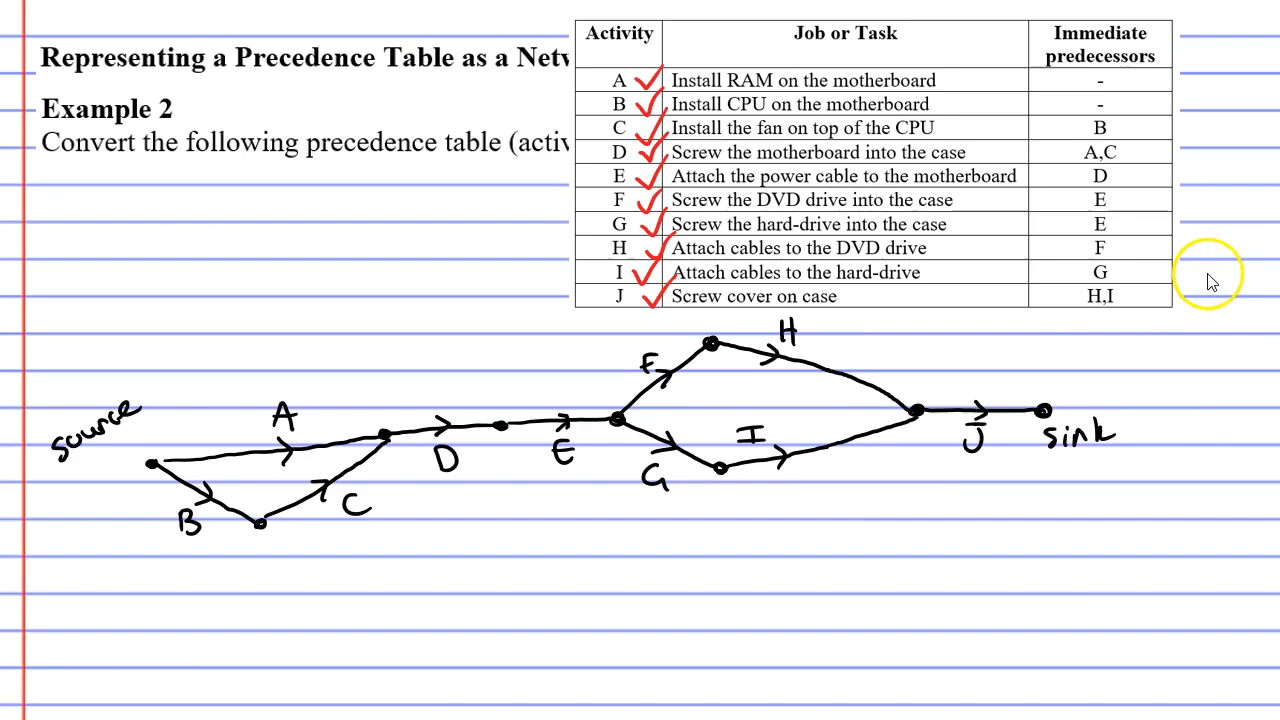 Representing a Precedence Table as a Netw
Example 2
Convert the following precedence table (activ
Activity Job or Task Immediate predecessors
A Install RAM on the motherboard -
B Install CPU on the motherboard -
C Install the fan on top of the CPU B
D Screw the motherboard into the case A,C
E Attach the power cable to the motherboard D
F Screw the DVD drive into the case E
G Screw the hard-drive into the case E
H Attach cables to the DVD drive F
I Attach cables to the hard-drive G
J Screw cover on case H,I
source
A
B
C
D
E
F
G
H
I
J
sink